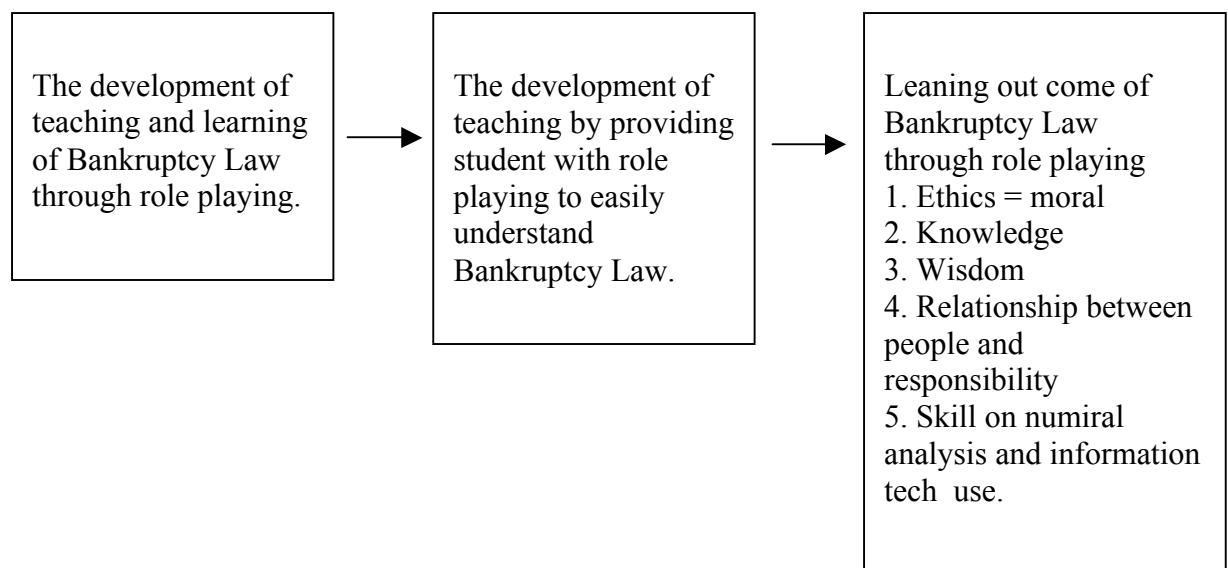 The development of
teaching and learning
of Bankruptcy Law
through role playing.
The development of
teaching by providing
student with role
playing to easily
understand
Bankruptcy Law.
Leaning out come of
Bankruptcy Law
through role playing
1. Ethics = moral
2. Knowledge
3. Wisdom
4. Relationship between
people and
responsibility
5. Skill on numiral
analysis and information
tech use.